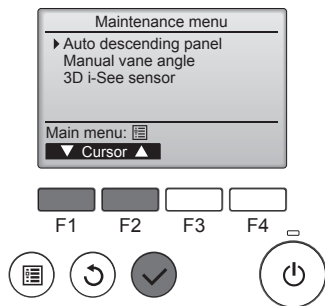 Maintenance menu
Auto descending panel
Manual vane angle
3D i-See sensor
Main menu:
▼ Cursor ▲
F1 F2 F3 F4